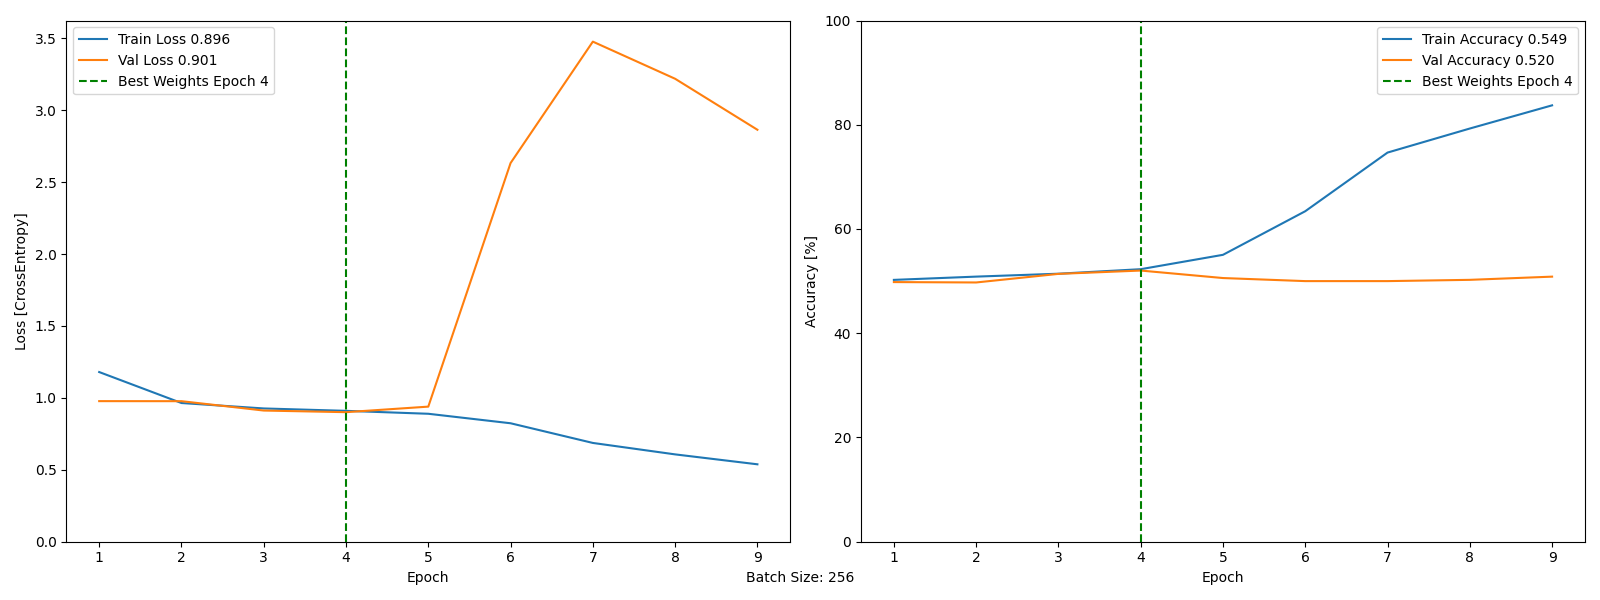 Train Loss 0.896
Val Loss 0.901
Best Weights Epoch 4
3.5
3.0
2.5
2.0
1.5
1.0
0.5
0.0
Loss [CrossEntropy]
1 2 3 4 5 6 7 8 9
Epoch
Train Accuracy 0.549
Val Accuracy 0.520
Best Weights Epoch 4
100
80
60
40
20
0
Accuracy [%]
1 2 3 4 5 6 7 8 9
Epoch
Batch Size: 256